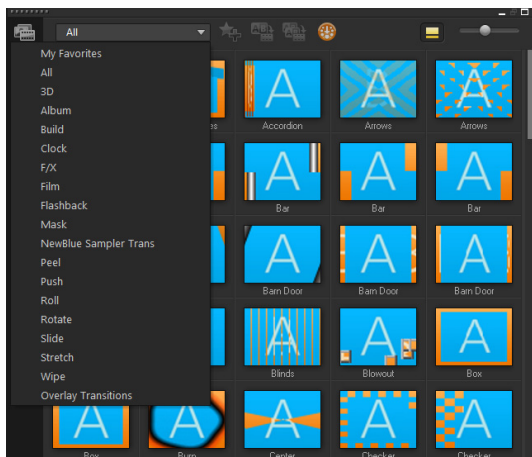 All
My Favorites
All
3D
Album
Build
Clock
F/X
Film
Flashback
Mask
NewBlue Sampler Trans
Peel
Push
Roll
Rotate
Slide
Stretch
Wipe
Overlay Transitions
A A A
es Accordion Arrows Arrows
A A A
Bar Bar Bar
A A A
Barn Door Barn Door Barn Door
A A A
Blinds Blowout Box
A A A A A
Box Burn Center Checker Checker